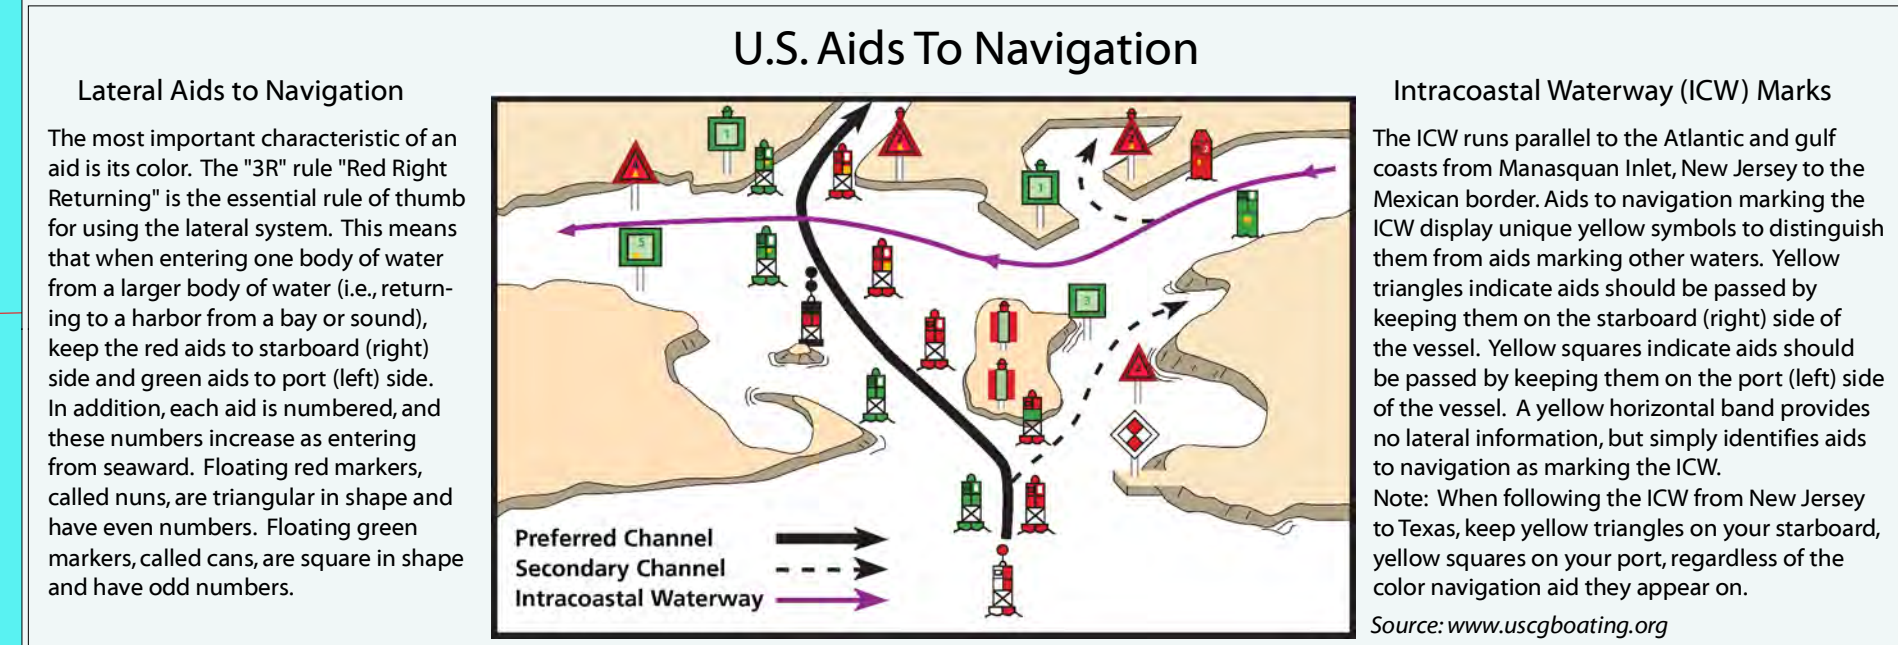 U.S. Aids To Navigation
Lateral Aids to Navigation
The most important characteristic of an
aid is its color. The "3R" rule "Red Right
Returning" is the essential rule of thumb
for using the lateral system. This means
that when entering one body of water
from a larger body of water (i.e., return-
ing to a harbor from a bay or sound),
keep the red aids to starboard (right)
side and green aids to port (left) side.
In addition, each aid is numbered, and
these numbers increase as entering
from seaward. Floating red markers,
called nuns, are triangular in shape and
have even numbers. Floating green
markers, called cans, are square in shape
and have odd numbers.
1
1
5
3
Preferred Channel
Secondary Channel
Intracoastal Waterway
Intracoastal Waterway (ICW) Marks
The ICW runs parallel to the Atlantic and gulf
coasts from Manasquan Inlet, New Jersey to the
Mexican border. Aids to navigation marking the
ICW display unique yellow symbols to distinguish
them from aids marking other waters. Yellow
triangles indicate aids should be passed by
keeping them on the starboard (right) side of
the vessel. Yellow squares indicate aids should
be passed by keeping them on the port (left) side
of the vessel. A yellow horizontal band provides
no lateral information, but simply identifies aids
to navigation as marking the ICW.
Note: When following the ICW from New Jersey
to Texas, keep yellow triangles on your starboard,
yellow squares on your port, regardless of the
color navigation aid they appear on.
Source: www.uscgboating.org